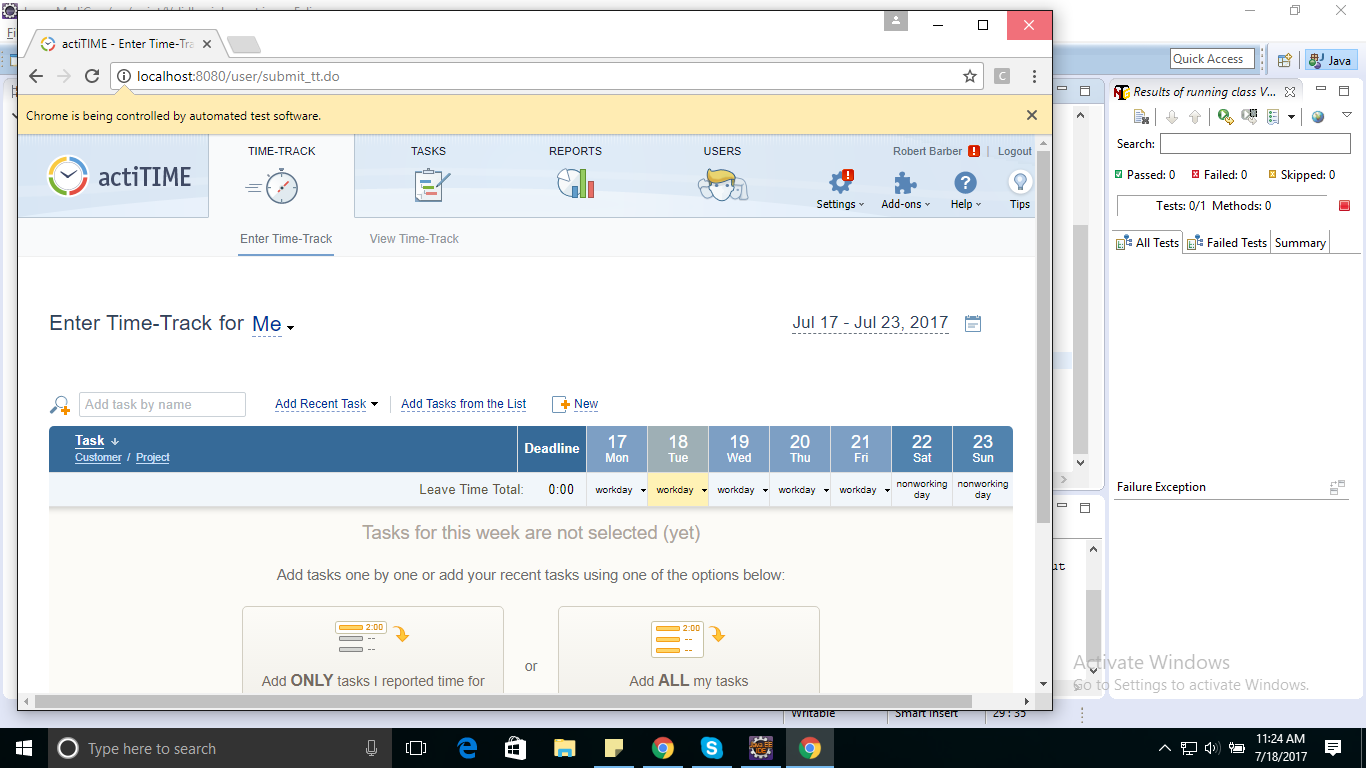 actiTIME - Enter Time-Tra
localhost:8080/user/submit_tt.do
C
Chrome is being controlled by automated test software.
actiTIME
TIME-TRACK
TASKS
REPORTS
USERS
Robert Barber ! | Logout
Settings
Add-ons
Help
Tips
Enter Time-Track
View Time-Track
Enter Time-Track for Me
Jul 17 - Jul 23, 2017
Add task by name
Add Recent Task
Add Tasks from the List
New
Task
Customer / Project
Deadline
17 Mon
18 Tue
19 Wed
20 Thu
21 Fri
22 Sat
23 Sun
Leave Time Total: 0:00
workday
workday
workday
workday
workday
nonworking day
nonworking day
Tasks for this week are not selected (yet)
Add tasks one by one or add your recent tasks using one of the options below:
2:00
--
--
Add ONLY tasks I reported time for
or
2:00
--
--
Add ALL my tasks
Quick Access
Java
Results of running class V...
Search:
Passed: 0 Failed: 0 Skipped: 0
Tests: 0/1 Methods: 0
All Tests
Failed Tests
Summary
Failure Exception
Activate Windows
Go to Settings to activate Windows.
Writable
Smart Insert
29 : 35
Type here to search
11:24 AM
7/18/2017